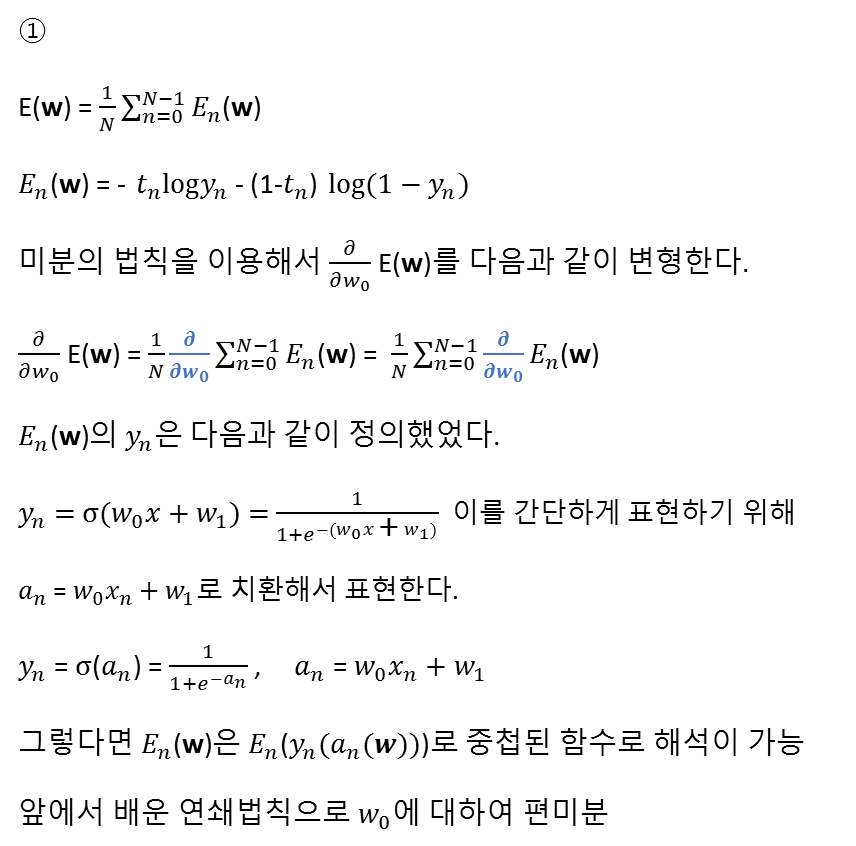 ①
E(w) = 1/N ∑_{n=0}^{N−1} E_n(w)
E_n(w) = - t_n logy_n - (1-t_n) log(1 − y_n)
미분의 법칙을 이용해서 ∂/∂w_0 E(w)를 다음과 같이 변형한다.
∂/∂w_0 E(w) = 1/N ∂/∂w_0 ∑_{n=0}^{N−1} E_n(w) = 1/N ∑_{n=0}^{N−1} ∂/∂w_0 E_n(w)
E_n(w)의 y_n은 다음과 같이 정의했었다.
y_n = σ(w_0x + w_1) = 1/(1+e^{−(w_0x + w_1)}) 이를 간단하게 표현하기 위해
a_n = w_0x_n + w_1로 치환해서 표현한다.
y_n = σ(a_n) = 1/(1+e^{−a_n}) , a_n = w_0x_n + w_1
그렇다면 E_n(w)은 E_n(y_n(a_n(w)))로 중첩된 함수로 해석이 가능
앞에서 배운 연쇄법칙으로 w_0에 대하여 편미분